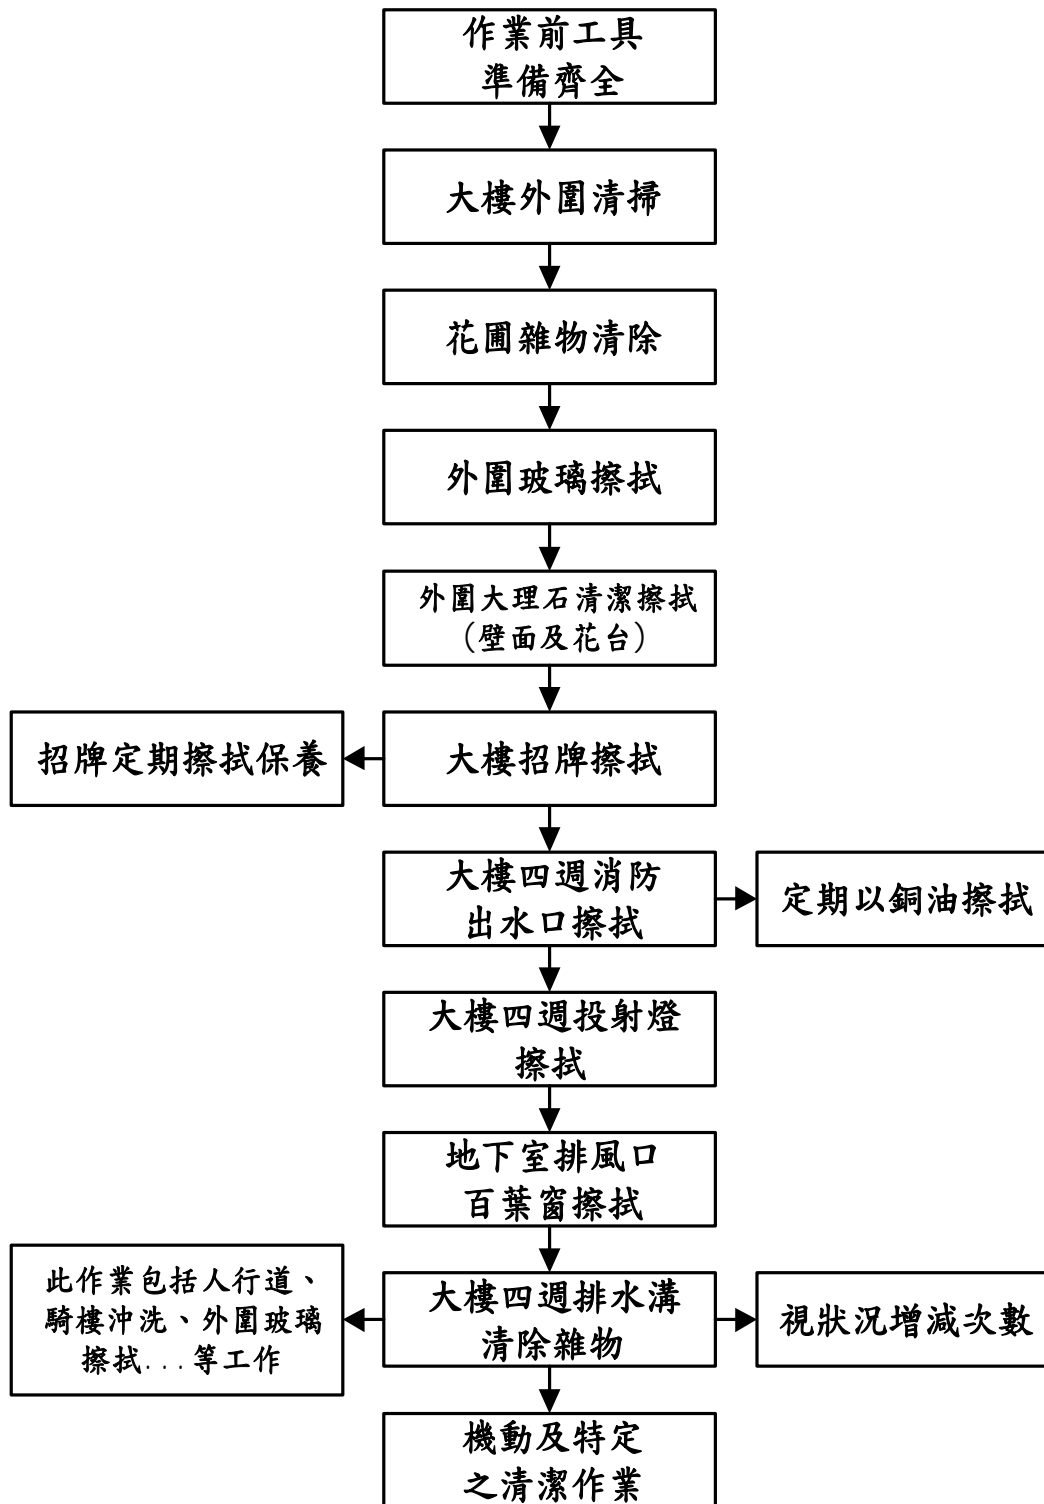 作業前工具
準備齊全
大樓外圍清掃
花圃雜物清除
外圍玻璃擦拭
外圍大理石清潔擦拭
(壁面及花台)
招牌定期擦拭保養
大樓招牌擦拭
大樓四週消防
出水口擦拭
定期以銅油擦拭
大樓四週投射燈
擦拭
地下室排風口
百葉窗擦拭
此作業包括人行道、
騎樓沖洗、外圍玻璃
擦拭...等工作
大樓四週排水溝
清除雜物
視狀況增減次數
機動及特定
之清潔作業